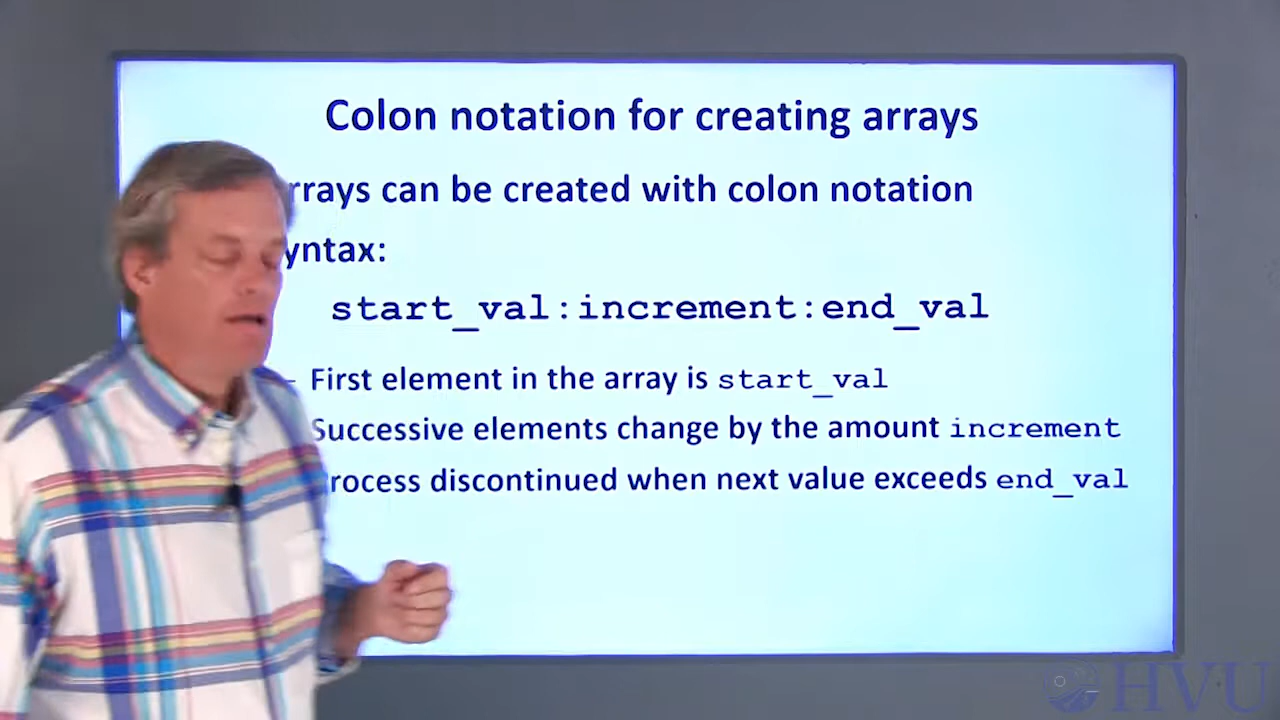 Colon notation for creating arrays
rrays can be created with colon notation
yntax:
start_val:increment:end_val
- First element in the array is start_val
Successive elements change by the amount increment
rocess discontinued when next value exceeds end_val
HVU